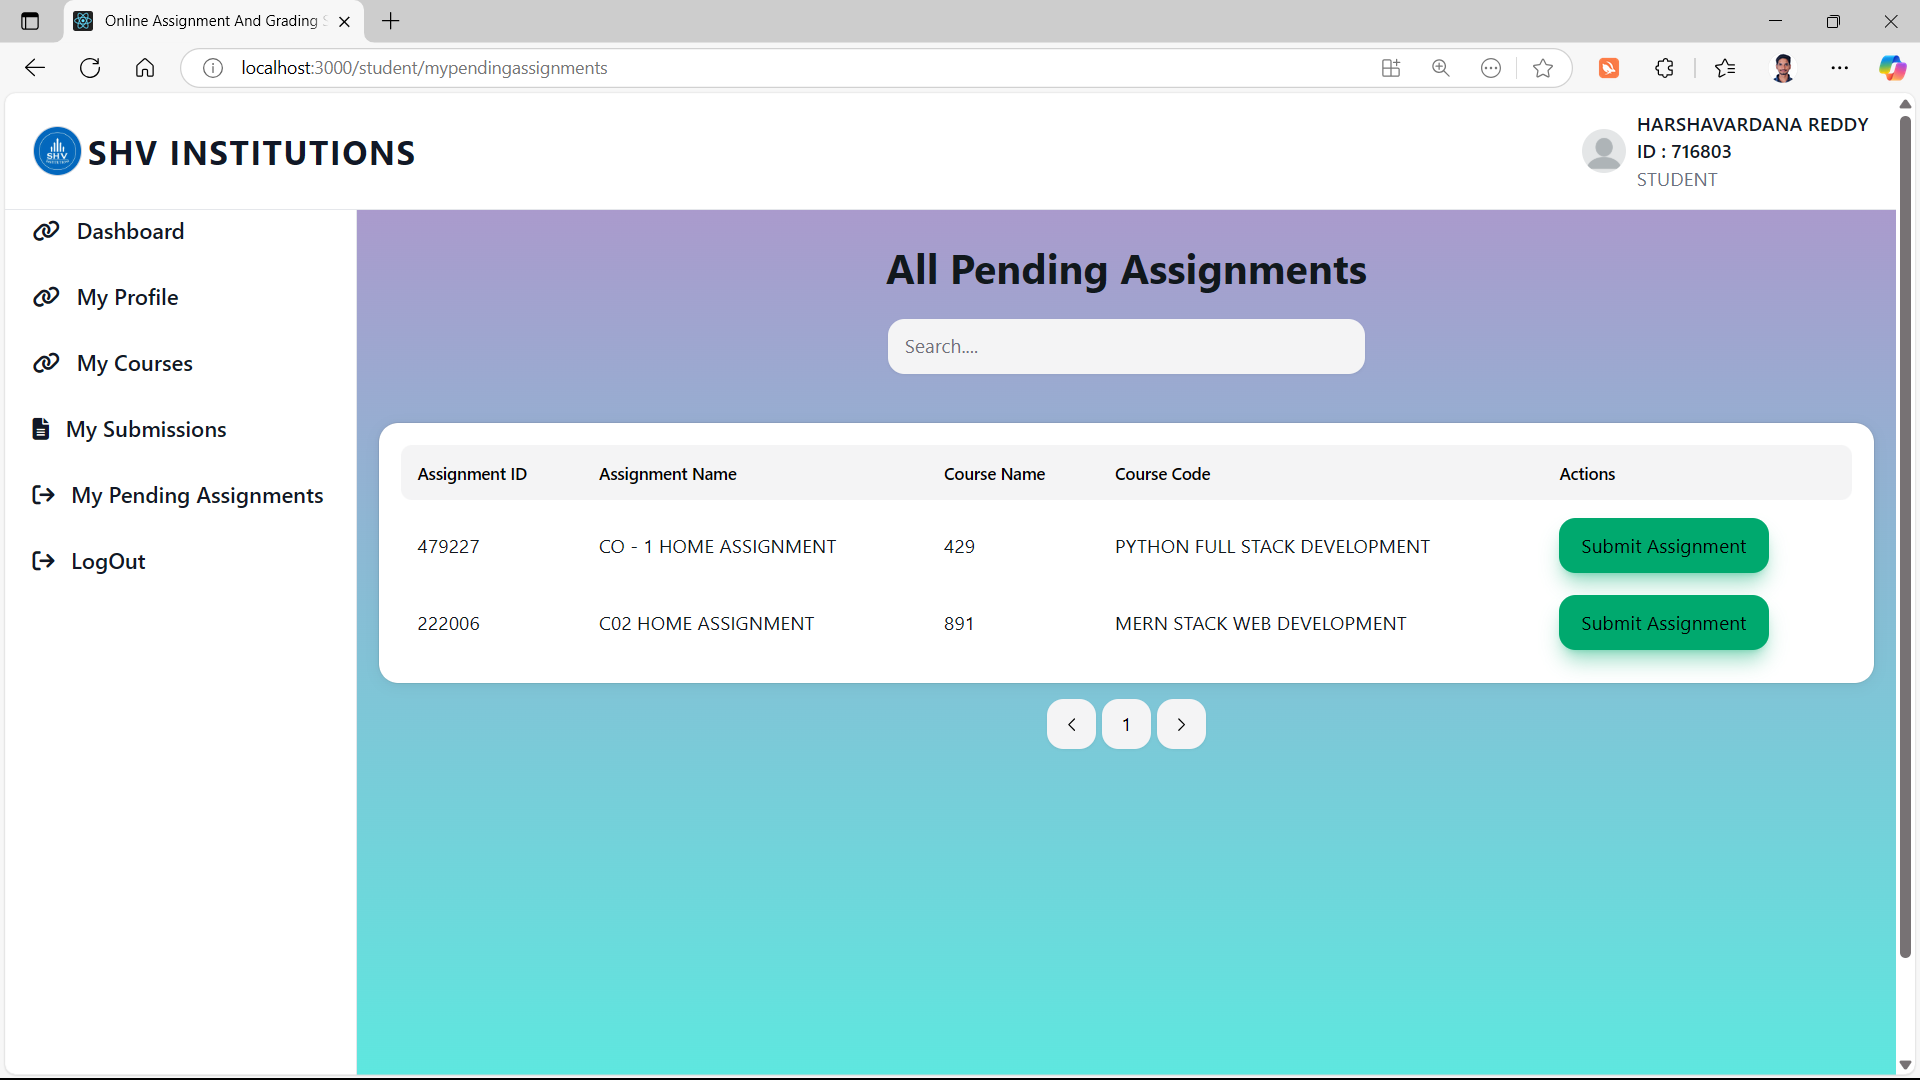 Online Assignment And Grading S
localhost:3000/student/mypendingassignments
SHV
SHV INSTITUTIONS
HARSHAVARDANA REDDY
ID : 716803
STUDENT
Dashboard
My Profile
My Courses
My Submissions
My Pending Assignments
LogOut
All Pending Assignments
Search....
Assignment ID Assignment Name Course Name Course Code Actions
479227 CO - 1 HOME ASSIGNMENT 429 PYTHON FULL STACK DEVELOPMENT Submit Assignment
222006 C02 HOME ASSIGNMENT 891 MERN STACK WEB DEVELOPMENT Submit Assignment
1